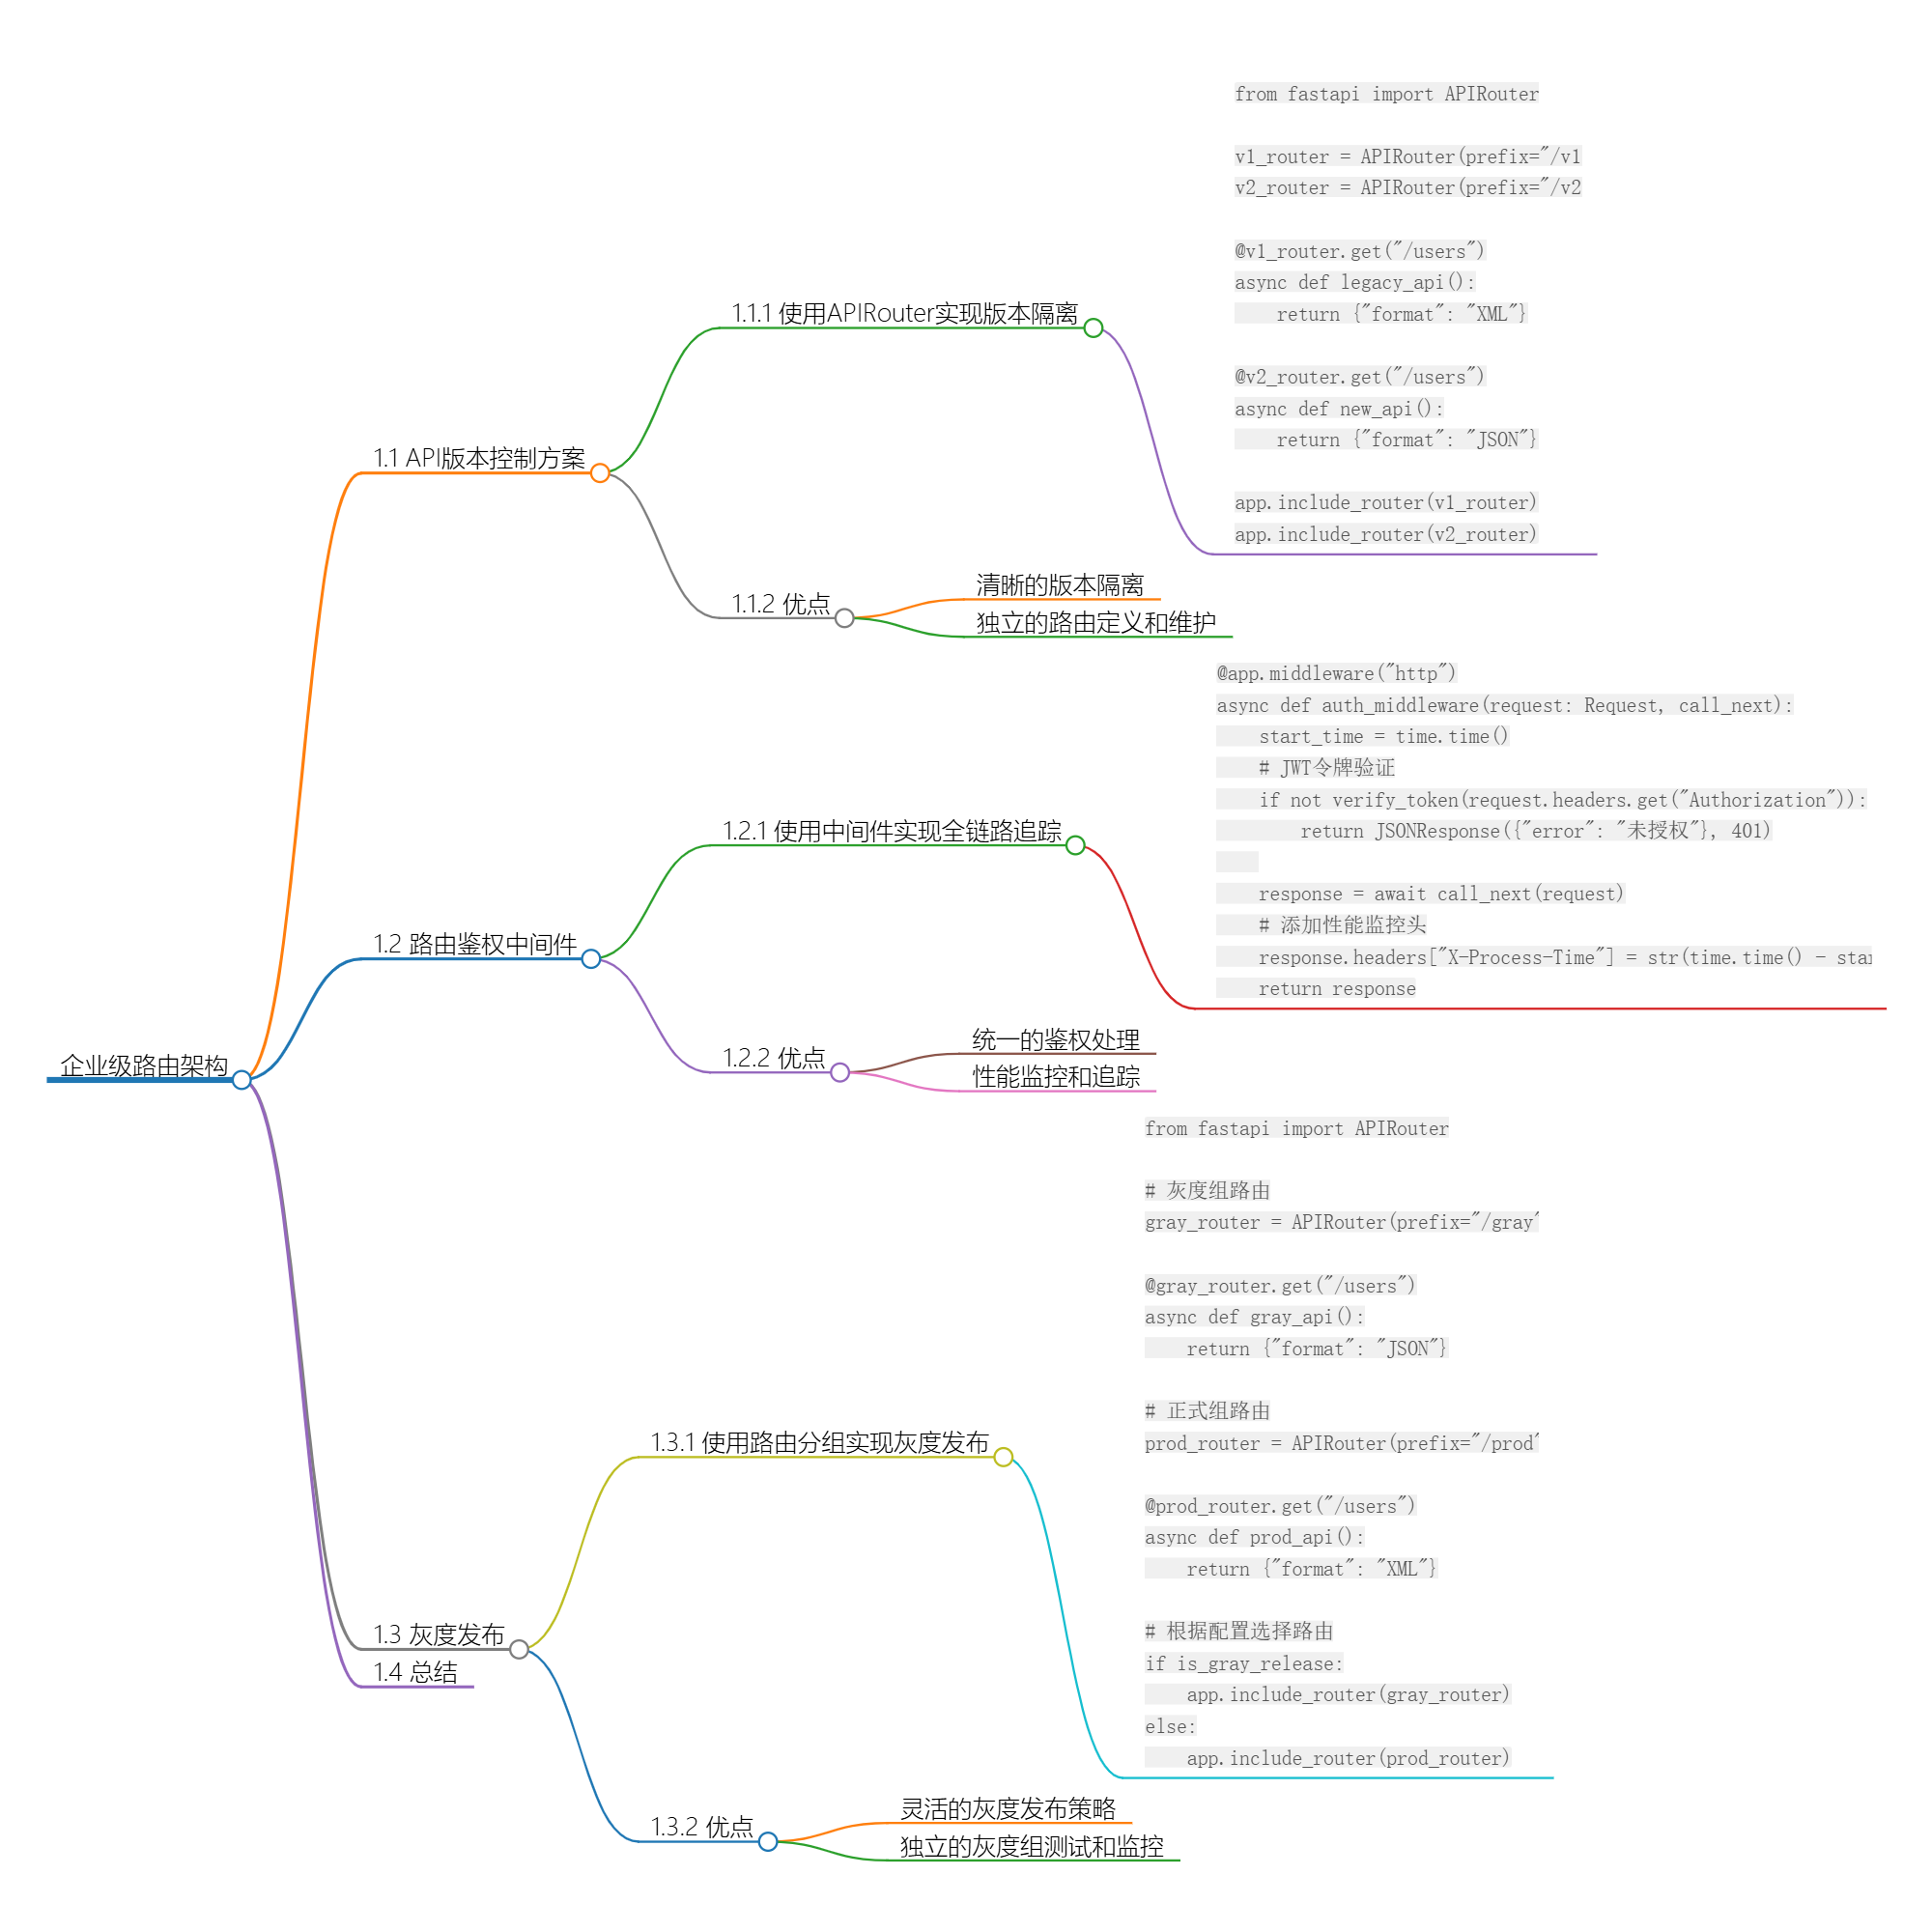 企业级路由架构
1.1 API版本控制方案
1.1.1 使用APIRouter实现版本隔离
from fastapi import APIRouter
v1_router = APIRouter(prefix="/v1
v2_router = APIRouter(prefix="/v2
@v1_router.get("/users")
async def legacy_api():
    return {"format": "XML"}
@v2_router.get("/users")
async def new_api():
    return {"format": "JSON"}
app.include_router(v1_router)
app.include_router(v2_router)
1.1.2 优点
清晰的版本隔离
独立的路由定义和维护
1.2 路由鉴权中间件
1.2.1 使用中间件实现全链路追踪
@app.middleware("http")
async def auth_middleware(request: Request, call_next):
    start_time = time.time()
    # JWT令牌验证
    if not verify_token(request.headers.get("Authorization")):
        return JSONResponse({"error": "未授权"}, 401)
    response = await call_next(request)
    # 添加性能监控头
    response.headers["X-Process-Time"] = str(time.time() - star
    return response
1.2.2 优点
统一的鉴权处理
性能监控和追踪
1.3 灰度发布
1.3.1 使用路由分组实现灰度发布
from fastapi import APIRouter
# 灰度组路由
gray_router = APIRouter(prefix="/gray"
@gray_router.get("/users")
async def gray_api():
    return {"format": "JSON"}
# 正式组路由
prod_router = APIRouter(prefix="/prod"
@prod_router.get("/users")
async def prod_api():
    return {"format": "XML"}
# 根据配置选择路由
if is_gray_release:
    app.include_router(gray_router)
else:
    app.include_router(prod_router)
1.3.2 优点
灵活的灰度发布策略
独立的灰度组测试和监控
1.4 总结